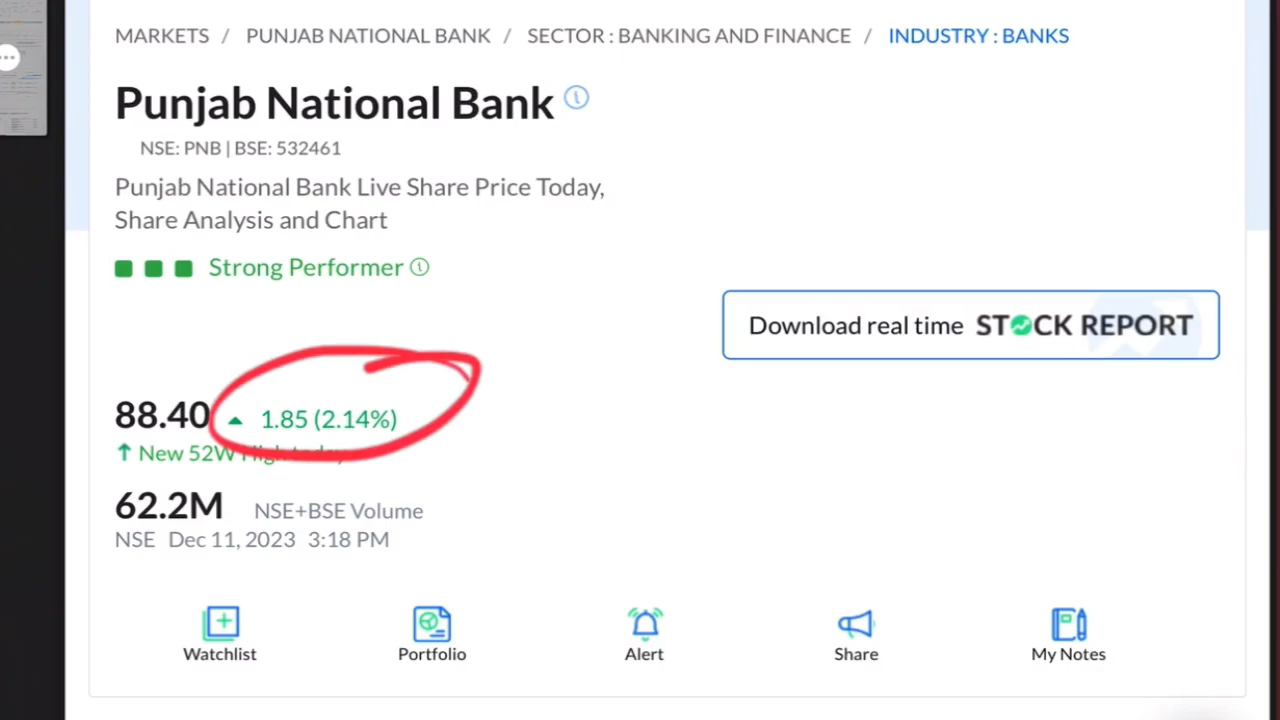 MARKETS / PUNJAB NATIONAL BANK / SECTOR : BANKING AND FINANCE / INDUSTRY : BANKS
Punjab National Bank
NSE: PNB | BSE: 532461
Punjab National Bank Live Share Price Today,
Share Analysis and Chart
Strong Performer
Download real time STOCK REPORT
88.40 1.85 (2.14%)
New 52W High today
62.2M NSE+BSE Volume
NSE Dec 11, 2023 3:18 PM
Watchlist Portfolio Alert Share My Notes